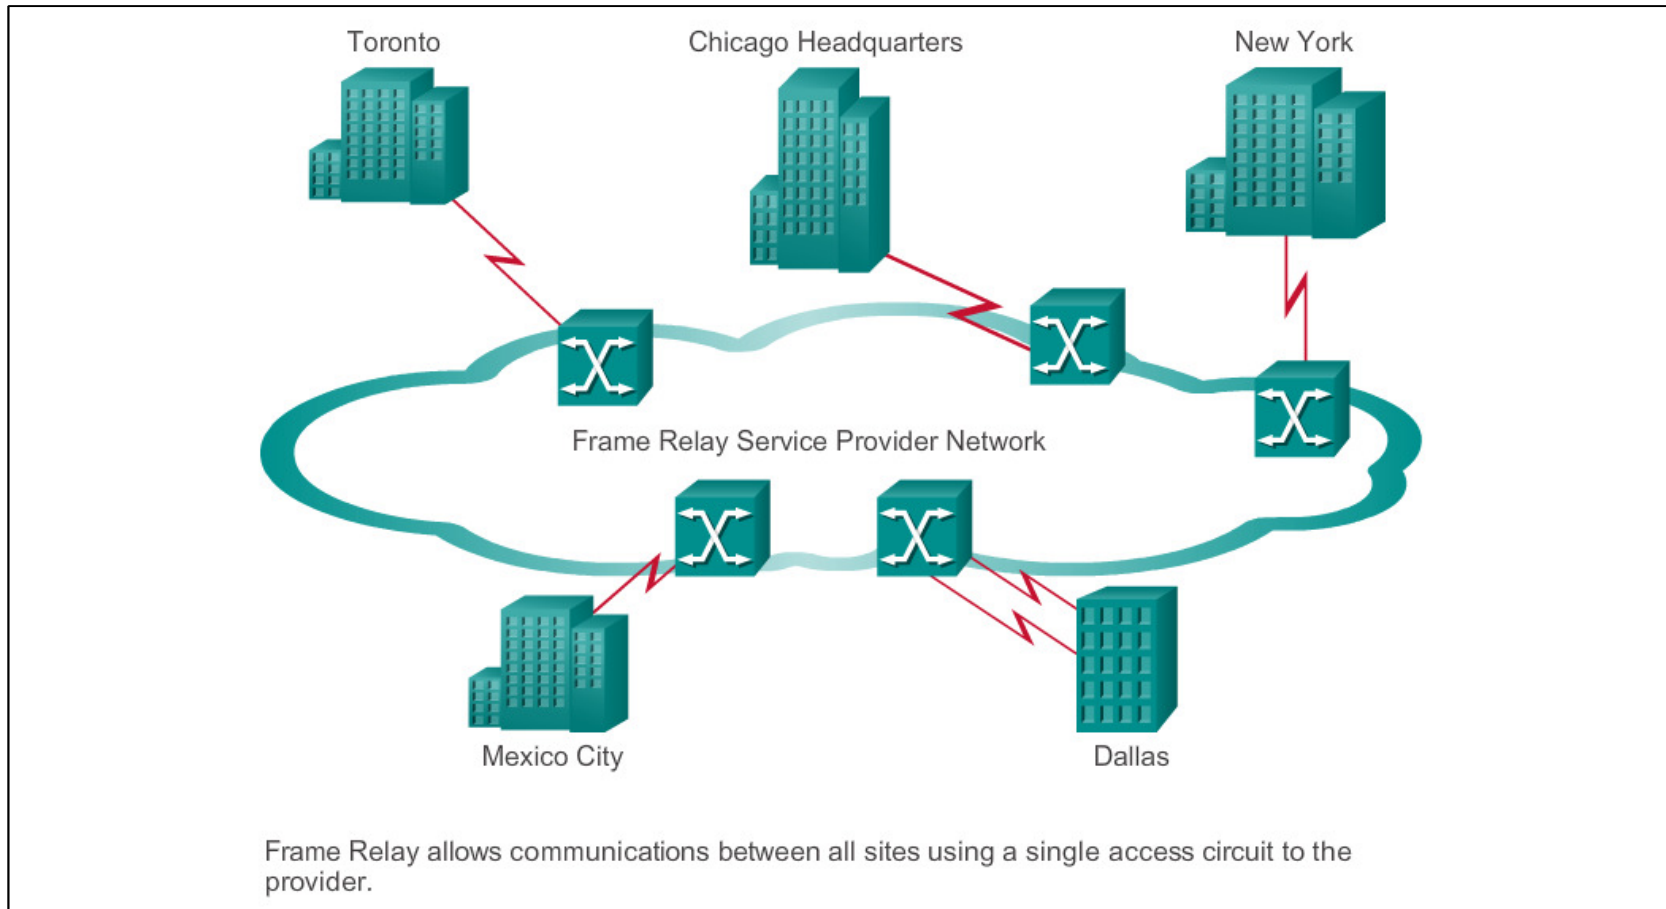 Toronto
Chicago Headquarters
New York
Frame Relay Service Provider Network
Mexico City
Dallas
Frame Relay allows communications between all sites using a single access circuit to the
provider.